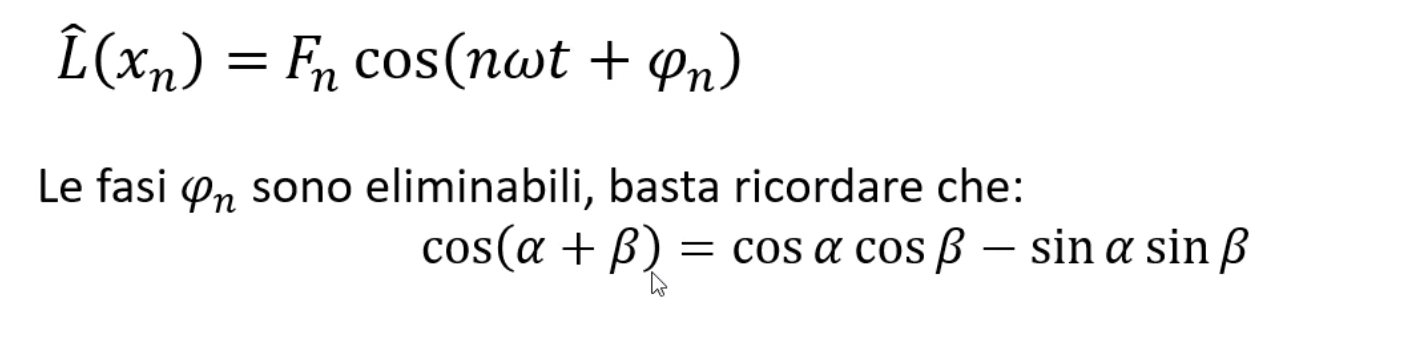 L̂(xₙ) = Fₙ cos(nωt + φₙ)
Le fasi φₙ sono eliminabili, basta ricordare che:
cos(α + β) = cos α cos β − sin α sin β